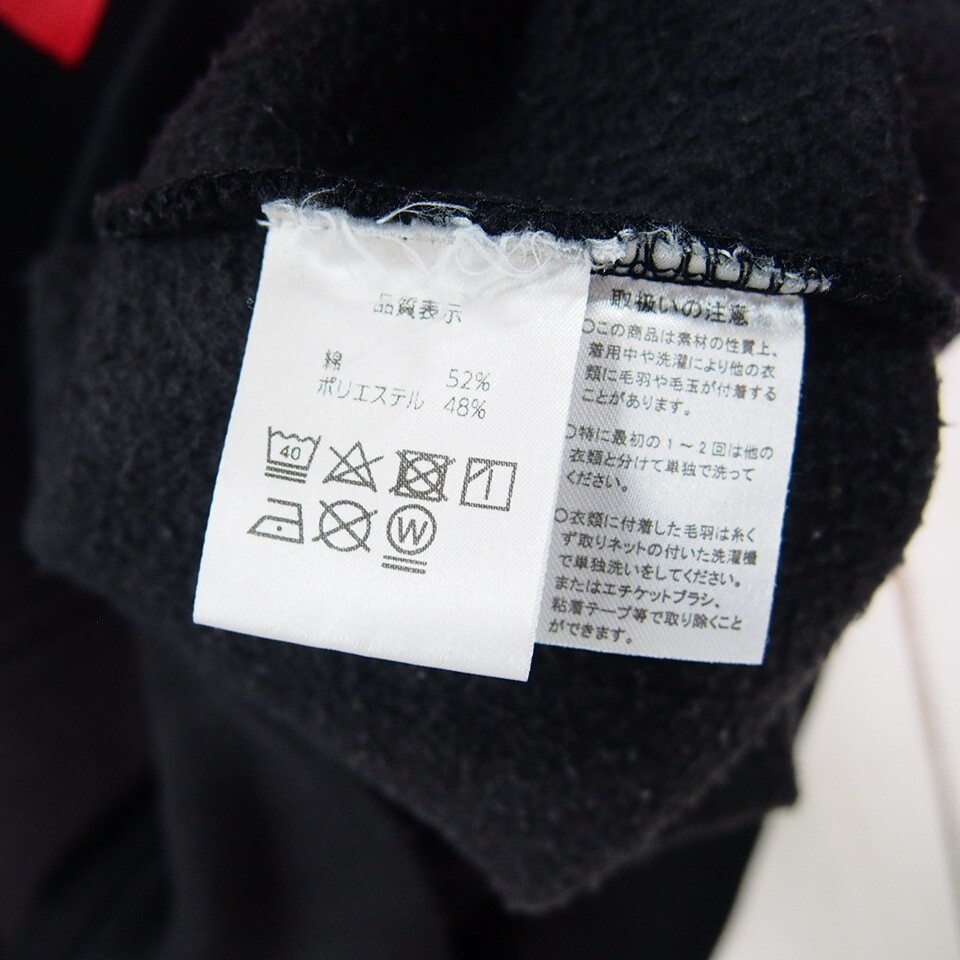 品質表示
綿 52%
ポリエステル 48%
40
W
取扱いの注意
○この商品は素材の性質上、
着用中や洗濯により他の衣
類に毛羽や毛玉が付着する
ことがあります。
○特に最初の1～2回は他の
衣類と分けて単独で洗って
ください。
○衣類に付着した毛羽は糸く
ず取りネットの付いた洗濯機
で単独洗いをしてください。
またはエチケットブラシ、
粘着テープ等で取り除くこと
ができます。